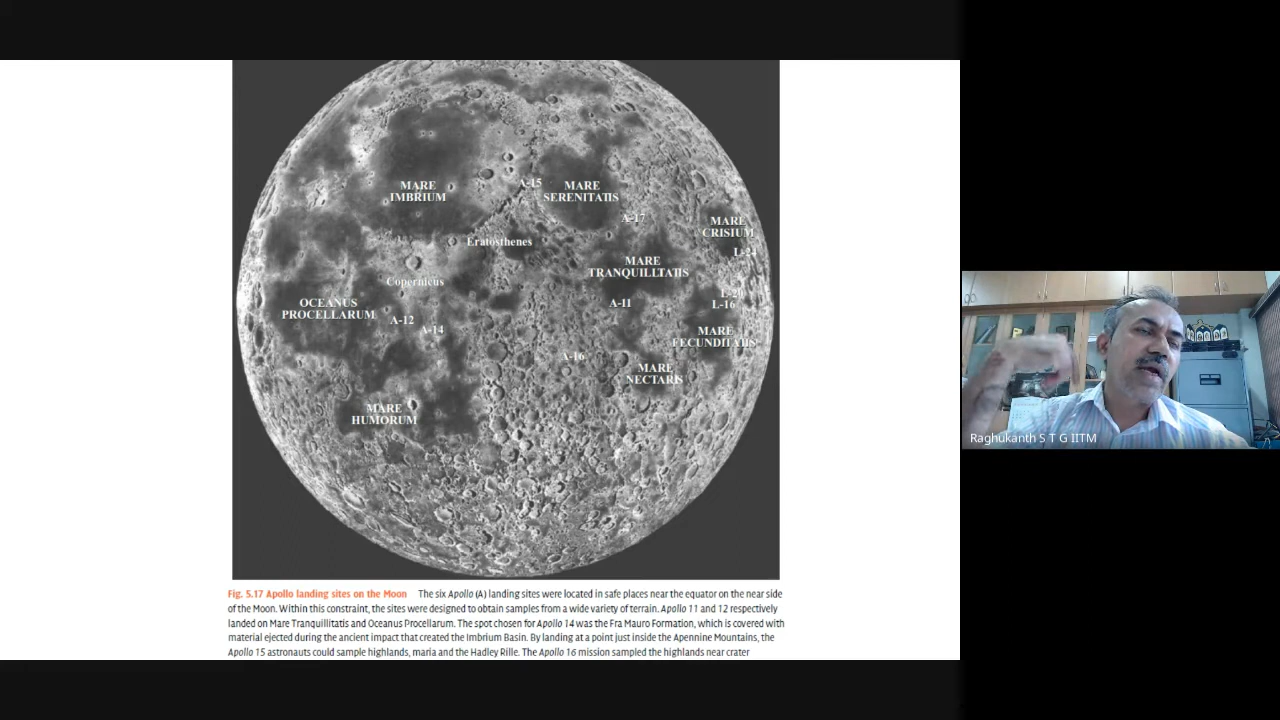 MARE
IMBRIUM
A-15
MARE
SERENITATIS
A-17
MARE
CRISIUM
Eratosthenes
L-24
MARE
TRANQUILLITATIS
Copernicus
L-16
OCEANUS
PROCELLARUM
A-11
A-12
A-14
MARE
FECUNDITATIS
A-16
MARE
NECTARIS
MARE
HUMORUM
Raghukanth S T G IITM
Fig. 5.17 Apollo landing sites on the Moon The six Apollo (A) landing sites were located in safe places near the equator on the near side
of the Moon. Within this constraint, the sites were designed to obtain samples from a wide variety of terrain. Apollo 11 and 12 respectively
landed on Mare Tranquillitatis and Oceanus Procellarum. The spot chosen for Apollo 14 was the Fra Mauro Formation, which is covered with
material ejected during the ancient impact that created the Imbrium Basin. By landing at a point just inside the Apennine Mountains, the
Apollo 15 astronauts could sample highlands, maria and the Hadley Rille. The Apollo 16 mission sampled the highlands near crater